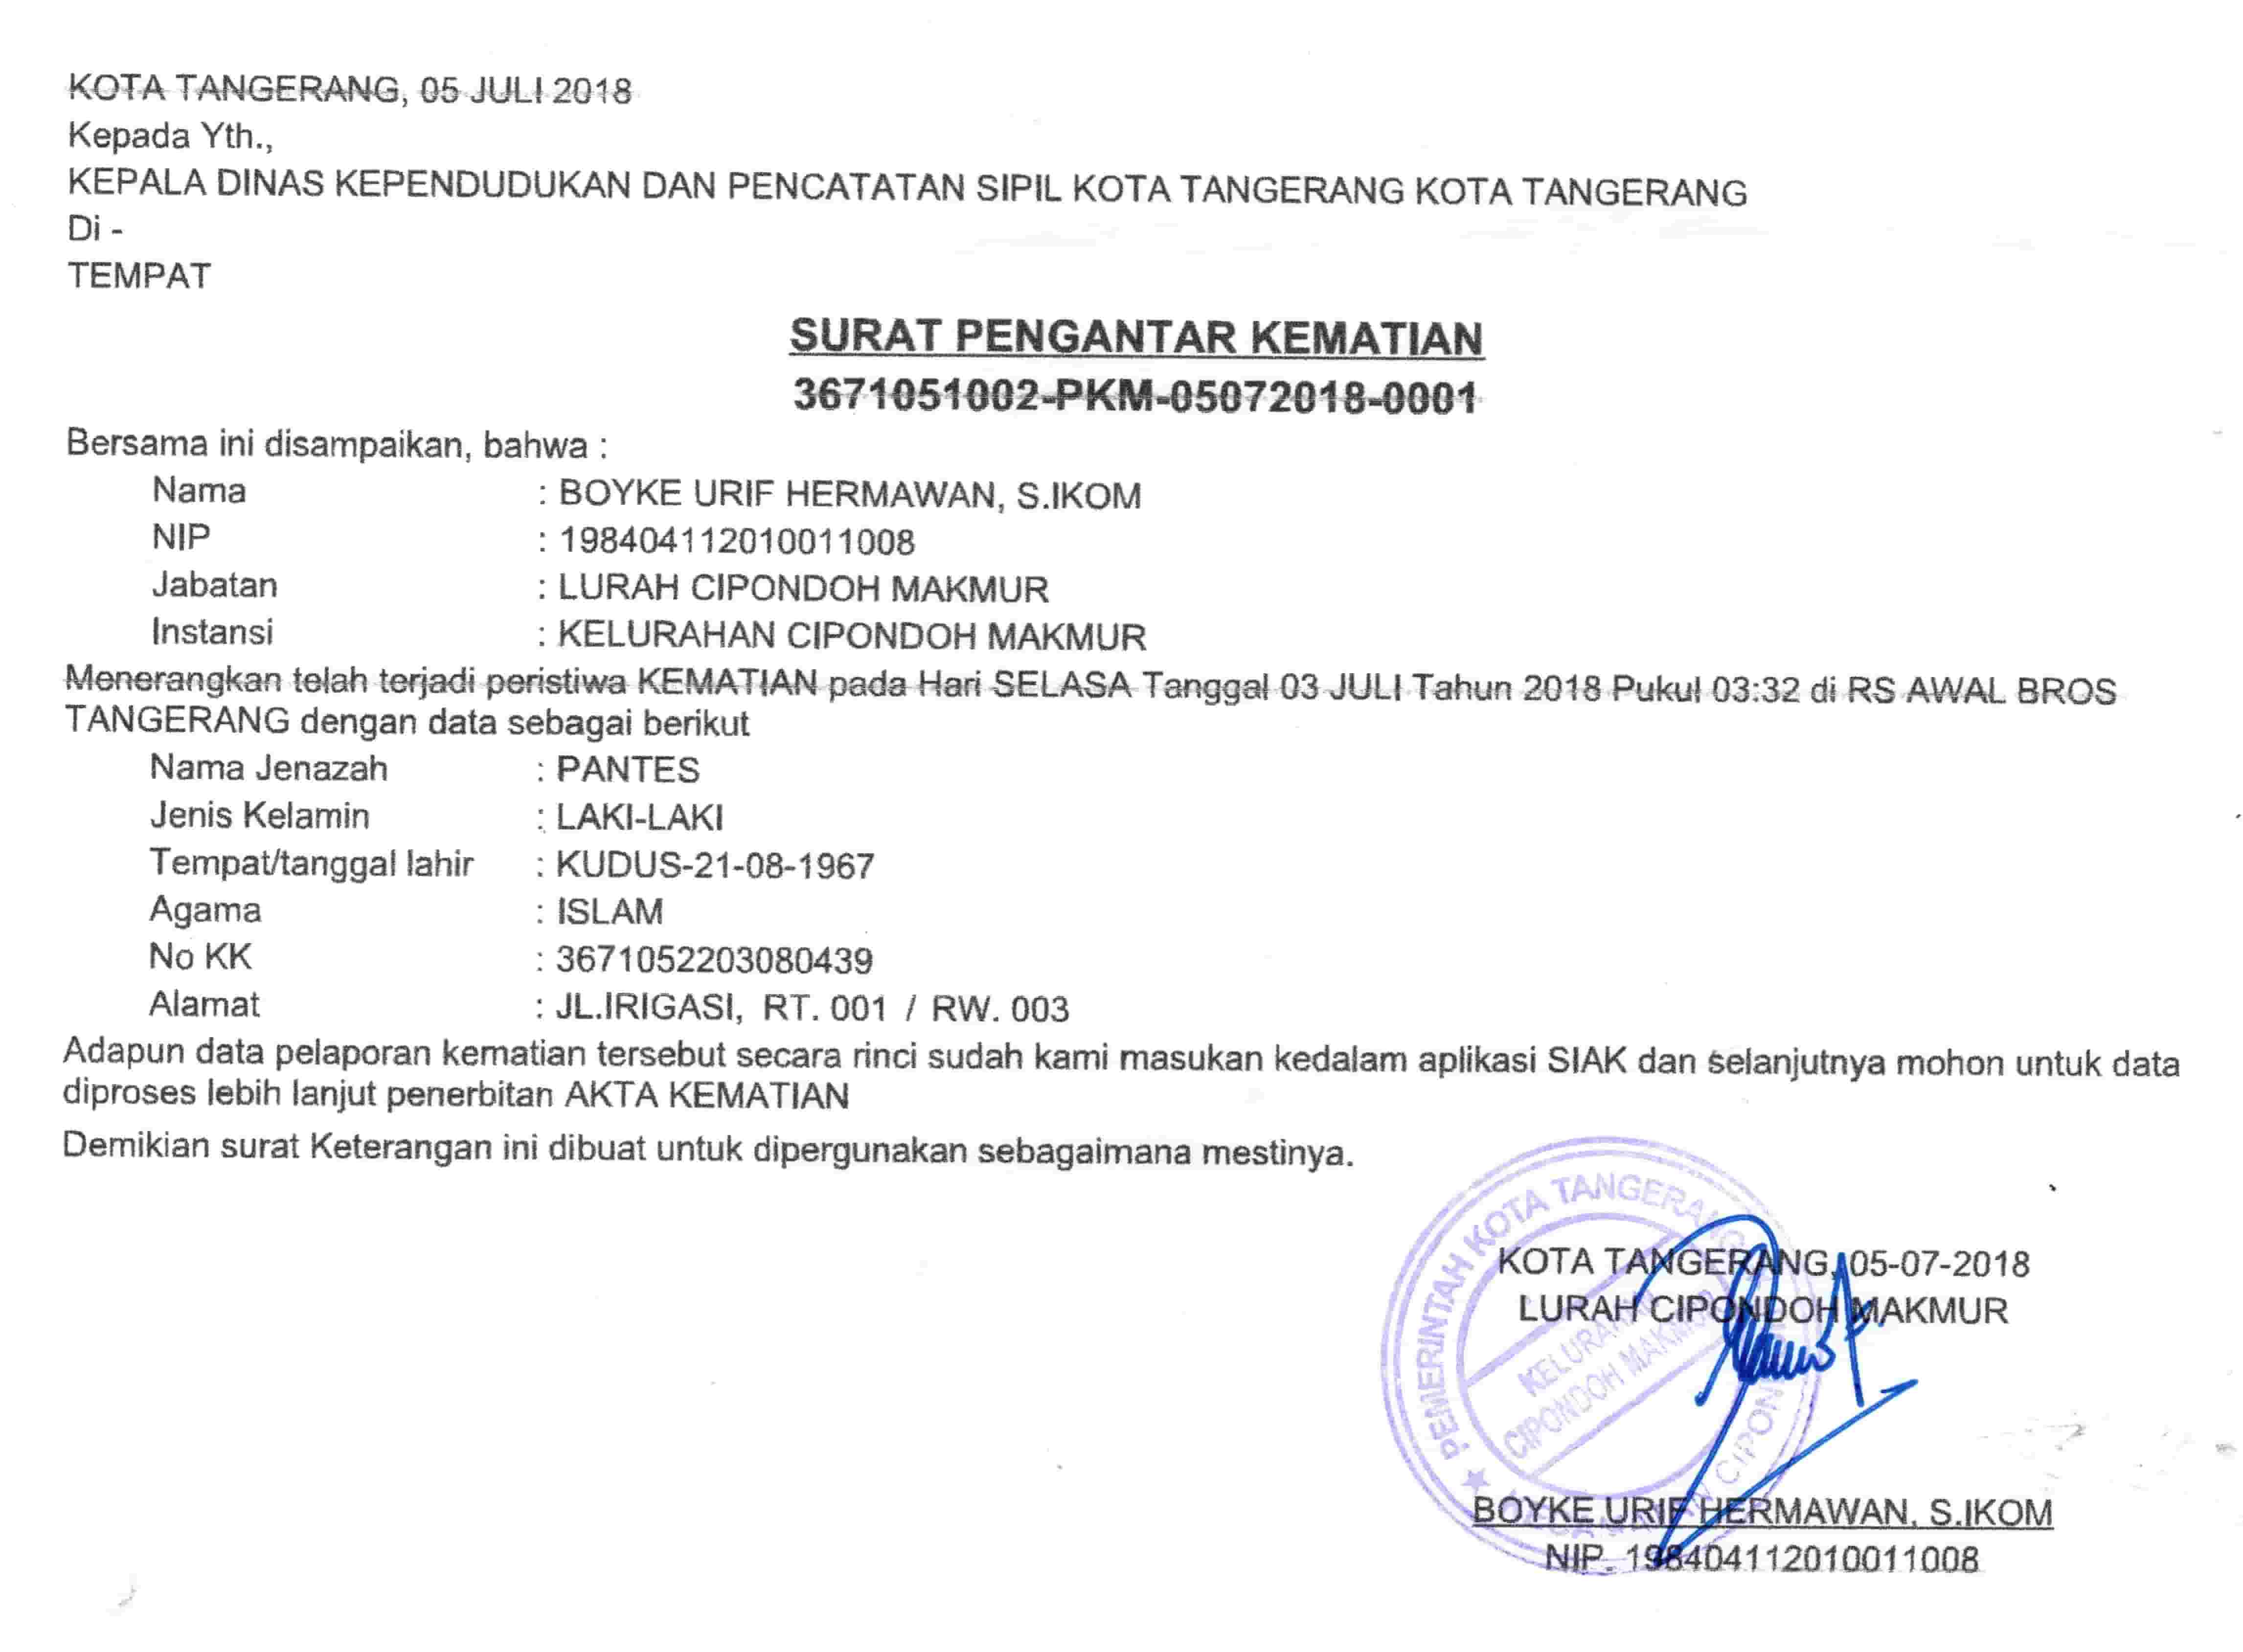 KOTA TANGERANG, 05 JULI 2018
Kepada Yth.,
KEPALA DINAS KEPENDUDUKAN DAN PENCATATAN SIPIL KOTA TANGERANG KOTA TANGERANG
Di -
TEMPAT
SURAT PENGANTAR KEMATIAN
3671051002-PKM-05072018-0001
Bersama ini disampaikan, bahwa :
Nama : BOYKE URIF HERMAWAN, S.IKOM
NIP : 198404112010011008
Jabatan : LURAH CIPONDOH MAKMUR
Instansi : KELURAHAN CIPONDOH MAKMUR
Menerangkan telah terjadi peristiwa KEMATIAN pada Hari SELASA Tanggal 03 JULI Tahun 2018 Pukul 03:32 di RS AWAL BROS
TANGERANG dengan data sebagai berikut
Nama Jenazah : PANTES
Jenis Kelamin : LAKI-LAKI
Tempat/tanggal lahir : KUDUS-21-08-1967
Agama : ISLAM
No KK : 3671052203080439
Alamat : JL.IRIGASI, RT. 001 / RW. 003
Adapun data pelaporan kematian tersebut secara rinci sudah kami masukan kedalam aplikasi SIAK dan selanjutnya mohon untuk data
diproses lebih lanjut penerbitan AKTA KEMATIAN
Demikian surat Keterangan ini dibuat untuk dipergunakan sebagaimana mestinya.
KOTA TANGERANG, 05-07-2018
LURAH CIPONDOH MAKMUR
PEMERINTAH KOTA TANGERANG
KELURAHAN
CIPONDOH MAKMUR
BOYKE URIF HERMAWAN, S.IKOM
NIP. 198404112010011008